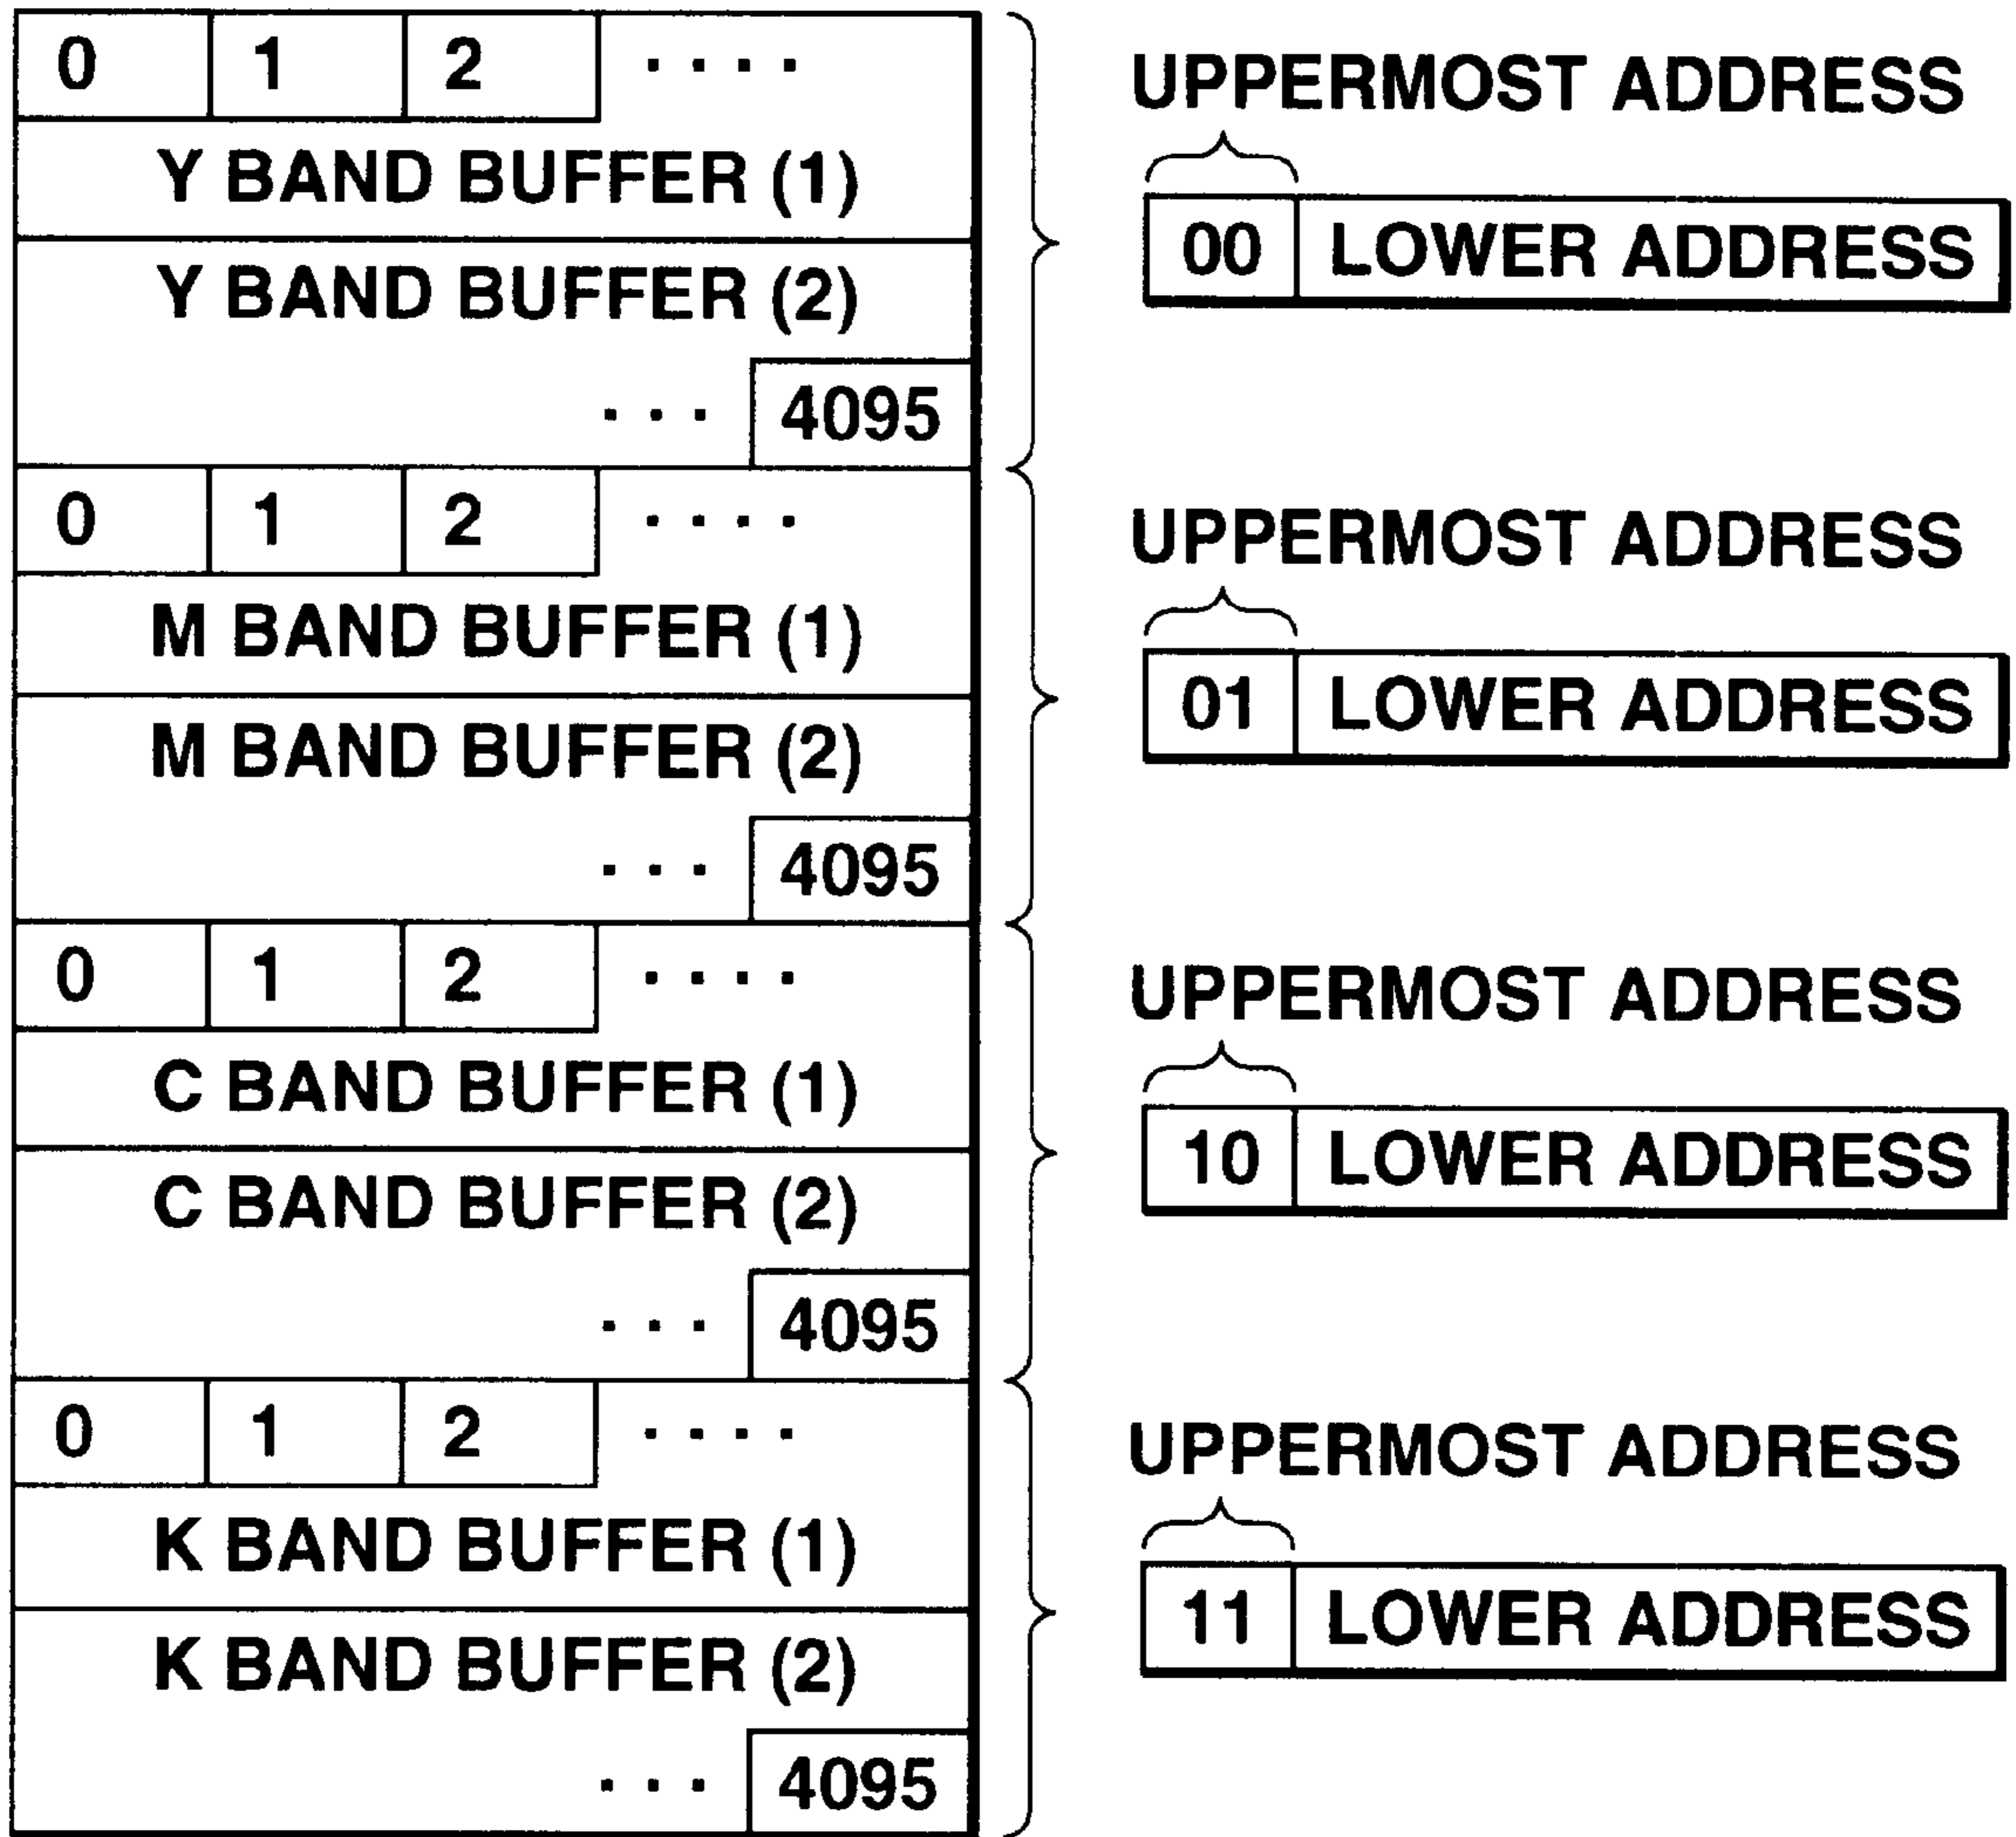 0 1 2 ····
Y BAND BUFFER (1)
Y BAND BUFFER (2)
··· 4095
UPPERMOST ADDRESS
00 LOWER ADDRESS
0 1 2 ····
M BAND BUFFER (1)
M BAND BUFFER (2)
··· 4095
UPPERMOST ADDRESS
01 LOWER ADDRESS
0 1 2 ····
C BAND BUFFER (1)
C BAND BUFFER (2)
··· 4095
UPPERMOST ADDRESS
10 LOWER ADDRESS
0 1 2 ····
K BAND BUFFER (1)
K BAND BUFFER (2)
··· 4095
UPPERMOST ADDRESS
11 LOWER ADDRESS